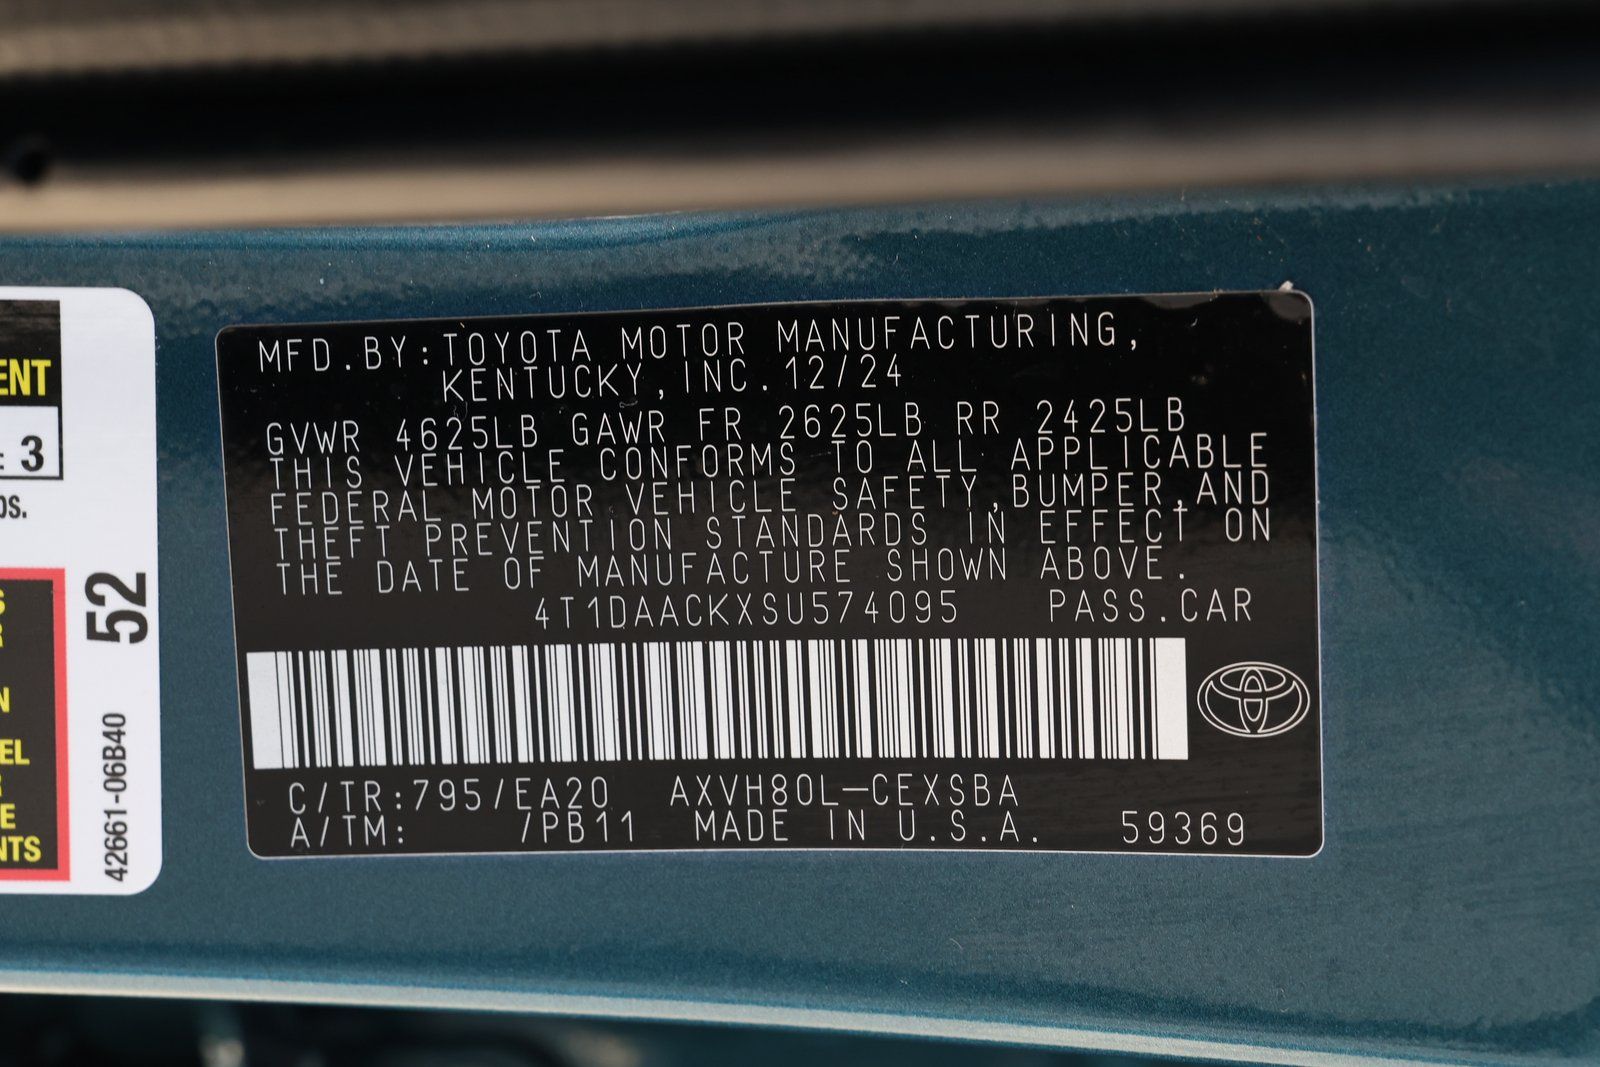 ENT
3
52
42661-06B40
EL
NTS
MFD.BY:TOYOTA MOTOR MANUFACTURING,
KENTUCKY,INC.12/24
GVWR 4625LB GAWR FR 2625LB RR 2425LB
THIS VEHICLE CONFORMS TO ALL APPLICABLE
FEDERAL MOTOR VEHICLE SAFETY,BUMPER,AND
THEFT PREVENTION STANDARDS IN EFFECT ON
THE DATE OF MANUFACTURE SHOWN ABOVE.
4T1DAACKXSU574095 PASS.CAR
C/TR:795/EA20 AXVH80L-CEXSBA
A/TM: /PB11 MADE IN U.S.A. 59369